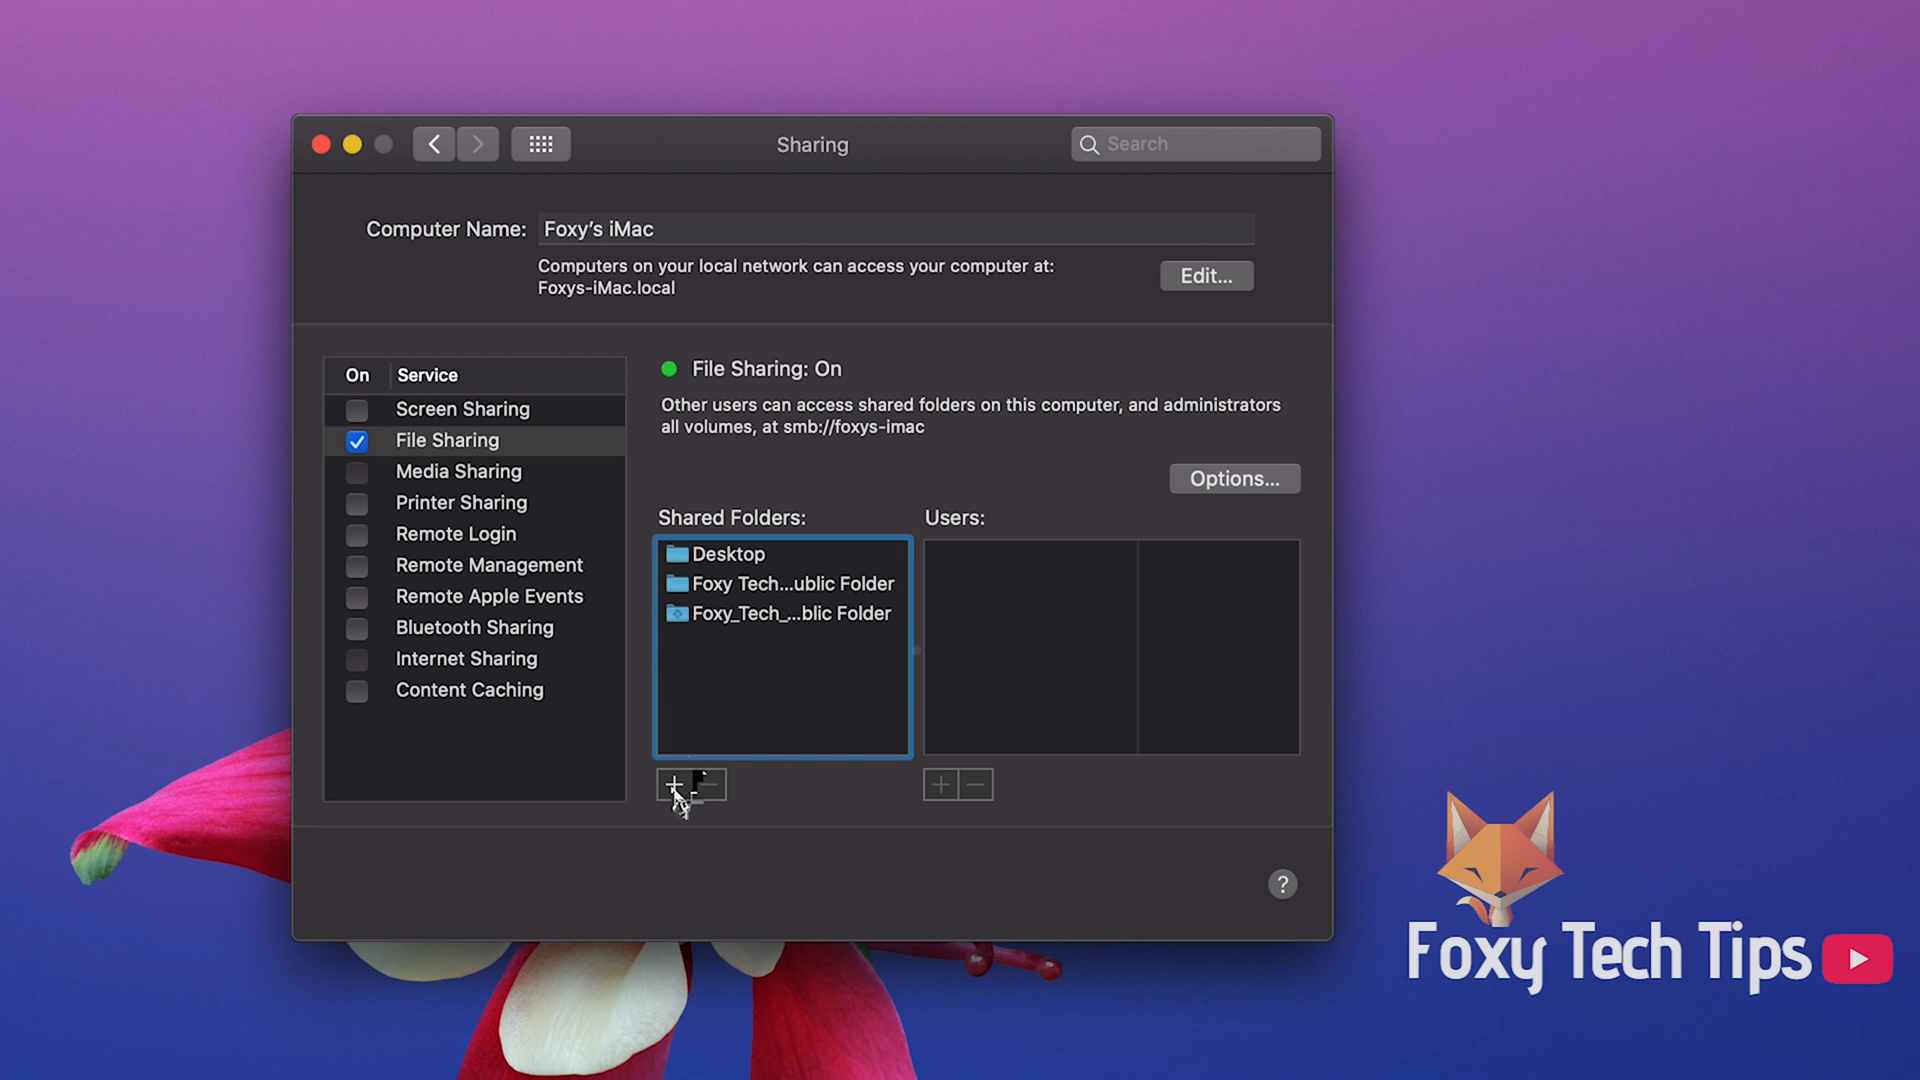 Sharing
Search
Computer Name:
Foxy's iMac
Computers on your local network can access your computer at:
Foxys-iMac.local
Edit...
On
Service
Screen Sharing
File Sharing
Media Sharing
Printer Sharing
Remote Login
Remote Management
Remote Apple Events
Bluetooth Sharing
Internet Sharing
Content Caching
File Sharing: On
Other users can access shared folders on this computer, and administrators
all volumes, at smb://foxys-imac
Options...
Shared Folders:
Desktop
Foxy Tech...ublic Folder
Foxy_Tech_...blic Folder
Users:
?
Foxy Tech Tips